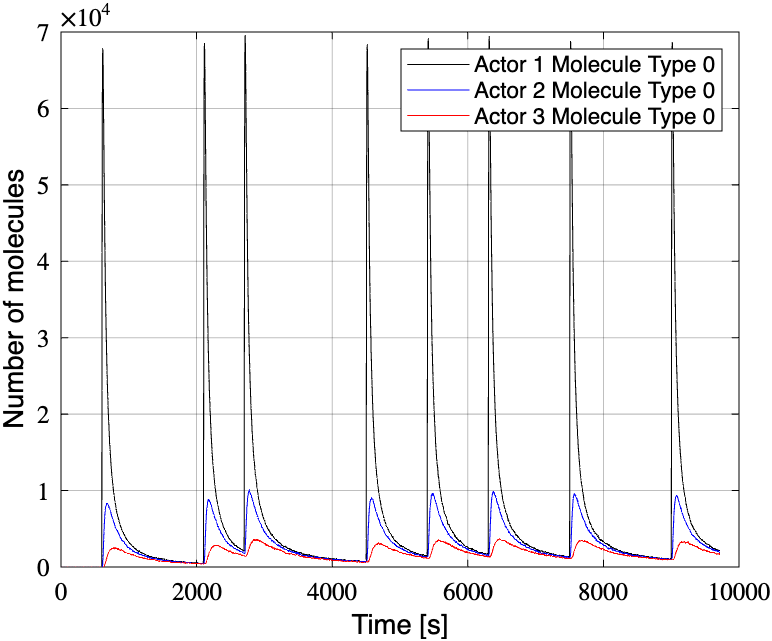 ×10⁴
7
6
5
4
3
2
1
0
Number of molecules
Actor 1 Molecule Type 0
Actor 2 Molecule Type 0
Actor 3 Molecule Type 0
0 2000 4000 6000 8000 10000
Time [s]